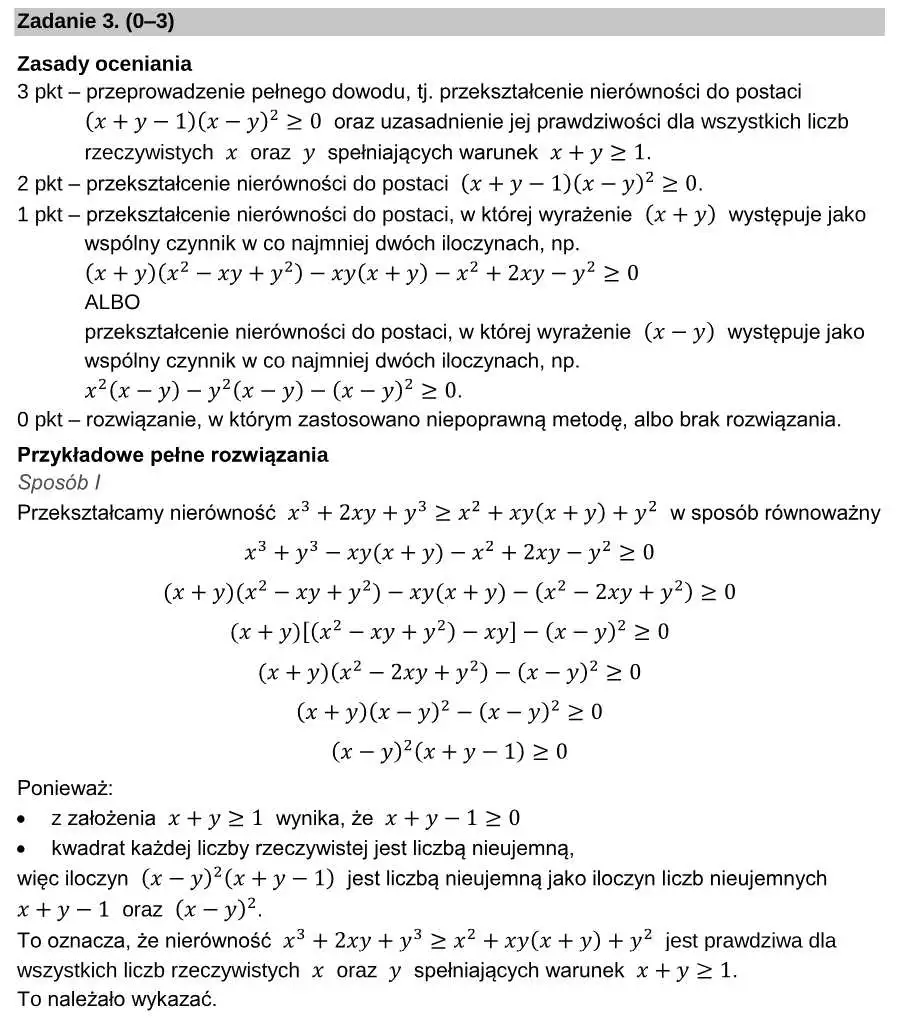 Zadanie 3. (0–3)
Zasady oceniania
3 pkt – przeprowadzenie pełnego dowodu, tj. przekształcenie nierówności do postaci
(x + y − 1)(x − y)² ≥ 0 oraz uzasadnienie jej prawdziwości dla wszystkich liczb
rzeczywistych x oraz y spełniających warunek x + y ≥ 1.
2 pkt – przekształcenie nierówności do postaci (x + y − 1)(x − y)² ≥ 0.
1 pkt – przekształcenie nierówności do postaci, w której wyrażenie (x + y) występuje jako
wspólny czynnik w co najmniej dwóch iloczynach, np.
(x + y)(x² − xy + y²) − xy(x + y) − x² + 2xy − y² ≥ 0
ALBO
przekształcenie nierówności do postaci, w której wyrażenie (x − y) występuje jako
wspólny czynnik w co najmniej dwóch iloczynach, np.
x²(x − y) − y²(x − y) − (x − y)² ≥ 0.
0 pkt – rozwiązanie, w którym zastosowano niepoprawną metodę, albo brak rozwiązania.
Przykładowe pełne rozwiązania
Sposób I
Przekształcamy nierówność x³ + 2xy + y³ ≥ x² + xy(x + y) + y² w sposób równoważny
x³ + y³ − xy(x + y) − x² + 2xy − y² ≥ 0
(x + y)(x² − xy + y²) − xy(x + y) − (x² − 2xy + y²) ≥ 0
(x + y)[(x² − xy + y²) − xy] − (x − y)² ≥ 0
(x + y)(x² − 2xy + y²) − (x − y)² ≥ 0
(x + y)(x − y)² − (x − y)² ≥ 0
(x − y)²(x + y − 1) ≥ 0
Ponieważ:
• z założenia x + y ≥ 1 wynika, że x + y − 1 ≥ 0
• kwadrat każdej liczby rzeczywistej jest liczbą nieujemną,
więc iloczyn (x − y)²(x + y − 1) jest liczbą nieujemną jako iloczyn liczb nieujemnych
x + y − 1 oraz (x − y)².
To oznacza, że nierówność x³ + 2xy + y³ ≥ x² + xy(x + y) + y² jest prawdziwa dla
wszystkich liczb rzeczywistych x oraz y spełniających warunek x + y ≥ 1.
To należało wykazać.